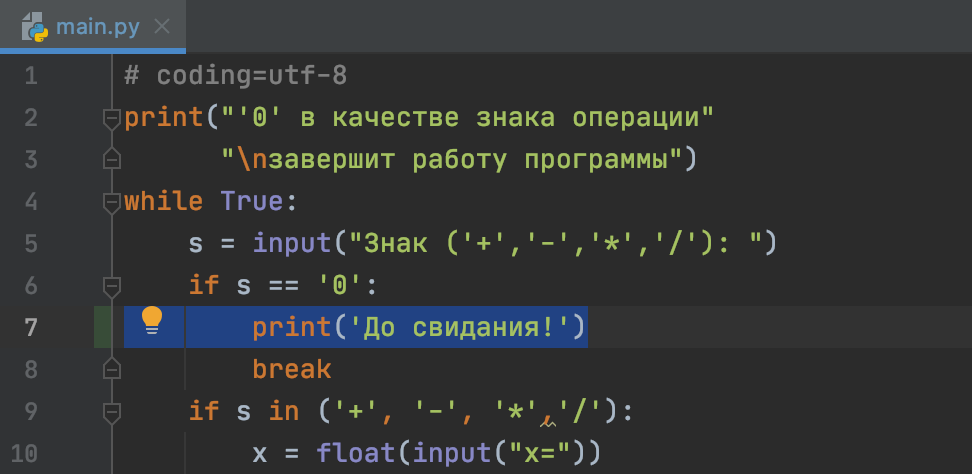 main.py
1 # coding=utf-8
2 print("'0' в качестве знака операции"
3       "\nзавершит работу программы")
4 while True:
5     s = input("Знак ('+','-','*','/'): ")
6     if s == '0':
7         print('До свидания!')
8         break
9     if s in ('+', '-', '*','/'):
10         x = float(input("x="))